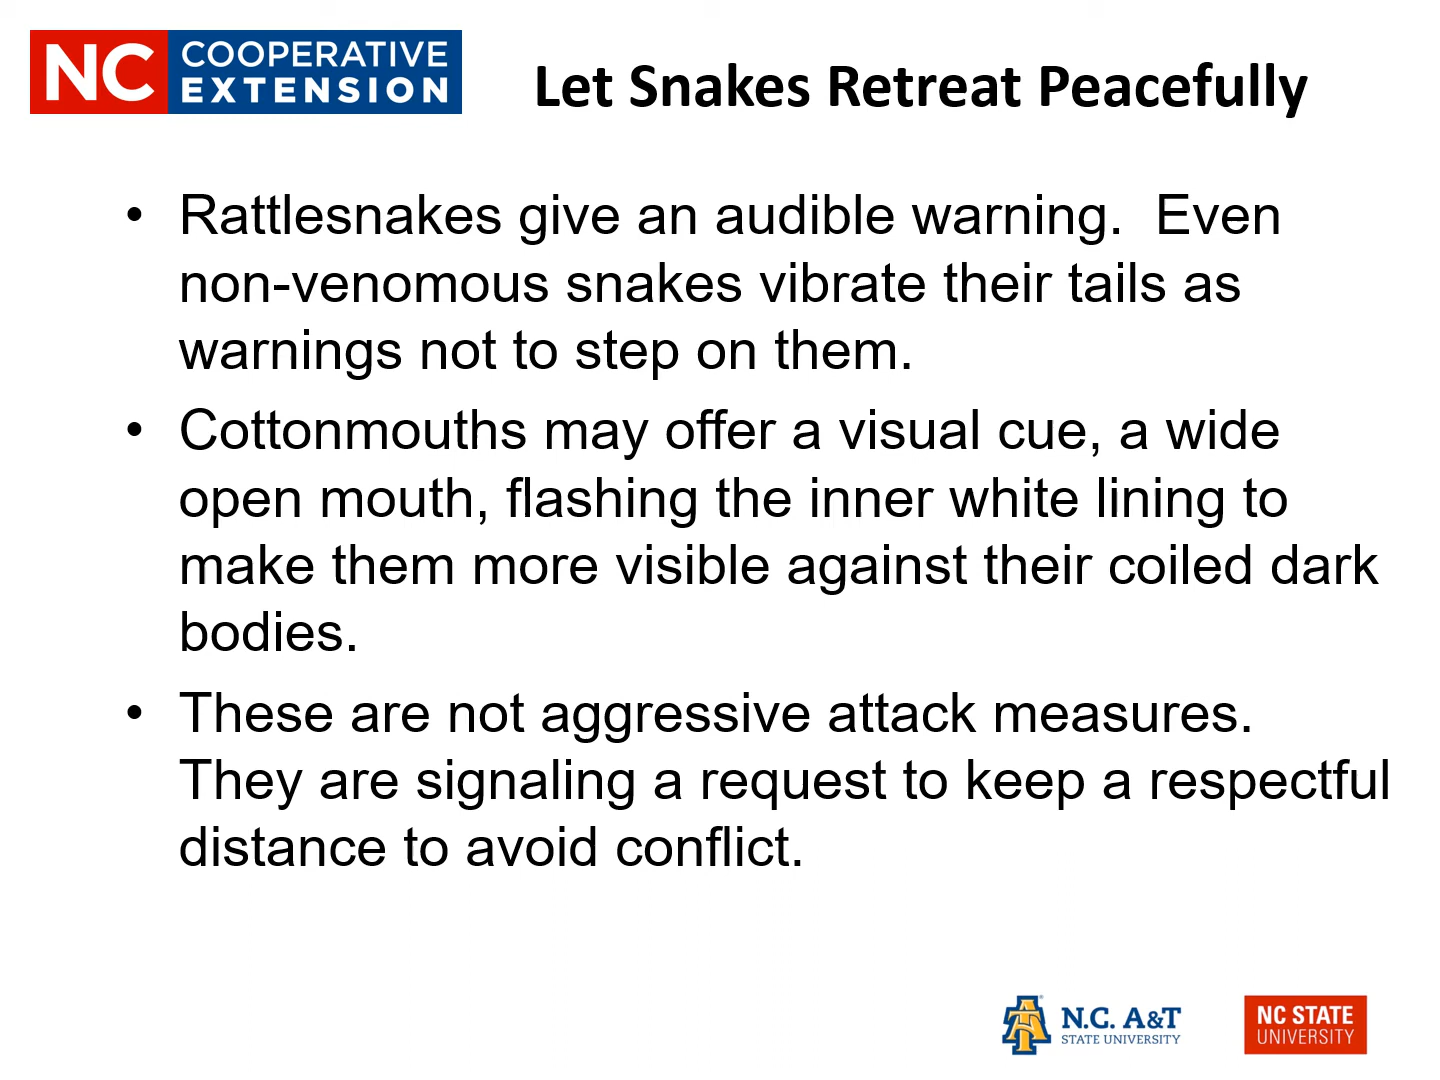 NC COOPERATIVE
EXTENSION
Let Snakes Retreat Peacefully
• Rattlesnakes give an audible warning.  Even
non-venomous snakes vibrate their tails as
warnings not to step on them.
• Cottonmouths may offer a visual cue, a wide
open mouth, flashing the inner white lining to
make them more visible against their coiled dark
bodies.
• These are not aggressive attack measures.
They are signaling a request to keep a respectful
distance to avoid conflict.
AT N.C. A&T
STATE UNIVERSITY
NC STATE
UNIVERSITY